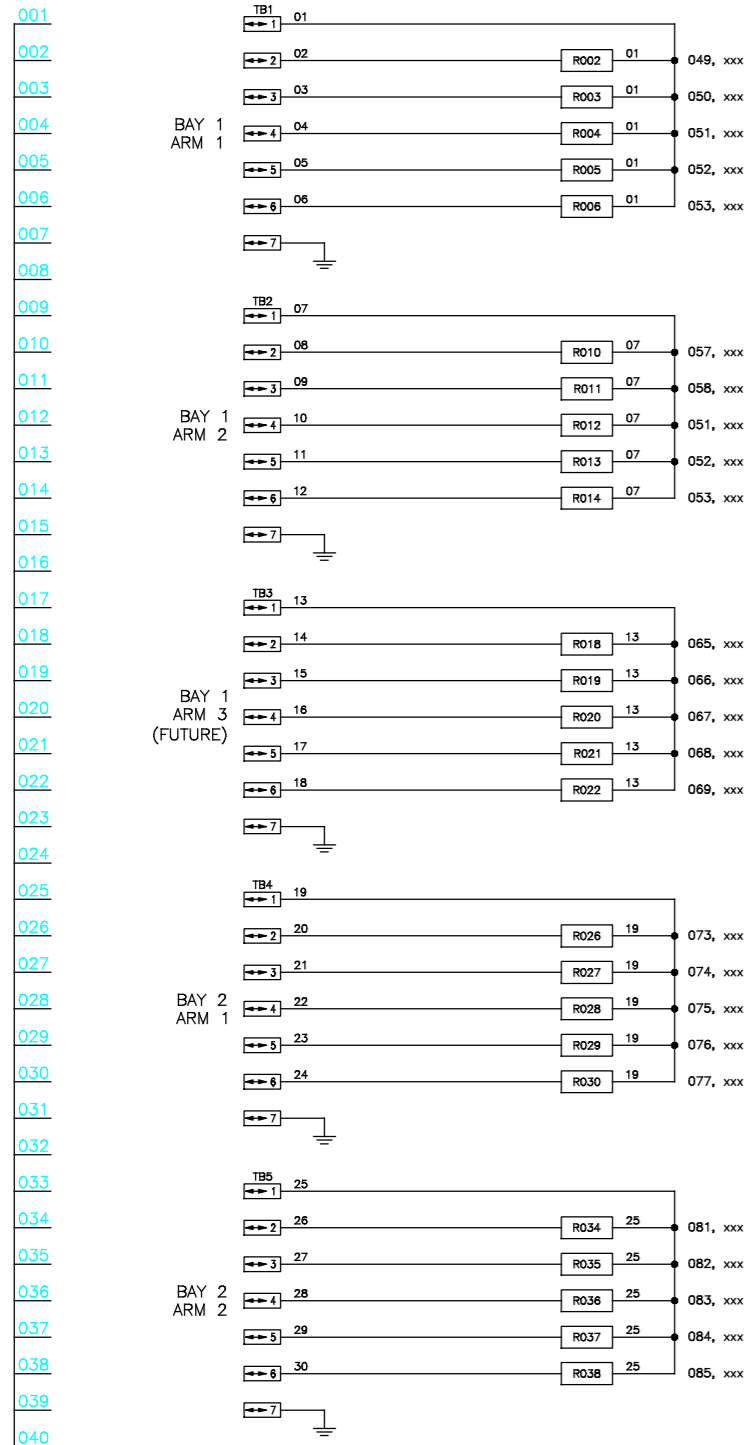 001 TB1 1 01
002 2 02 R002 01 049, xxx
003 3 03 R003 01 050, xxx
BAY 1
004 4 04 R004 01 051, xxx
ARM 1
005 5 05 R005 01 052, xxx
006 6 06 R006 01 053, xxx
007 7
008
009 TB2 1 07
010 2 08 R010 07 057, xxx
011 3 09 R011 07 058, xxx
BAY 1
012 4 10 R012 07 051, xxx
ARM 2
013 5 11 R013 07 052, xxx
014 6 12 R014 07 053, xxx
015 7
016
017 TB3 1 13
018 2 14 R018 13 065, xxx
019 3 15 R019 13 066, xxx
BAY 1
020 ARM 3 4 16 R020 13 067, xxx
(FUTURE)
021 5 17 R021 13 068, xxx
022 6 18 R022 13 069, xxx
023 7
024
025 TB4 1 19
026 2 20 R026 19 073, xxx
027 3 21 R027 19 074, xxx
BAY 2
028 4 22 R028 19 075, xxx
ARM 1
029 5 23 R029 19 076, xxx
030 6 24 R030 19 077, xxx
031 7
032
033 TB5 1 25
034 2 26 R034 25 081, xxx
035 3 27 R035 25 082, xxx
BAY 2
036 4 28 R036 25 083, xxx
ARM 2
037 5 29 R037 25 084, xxx
038 6 30 R038 25 085, xxx
039 7
040